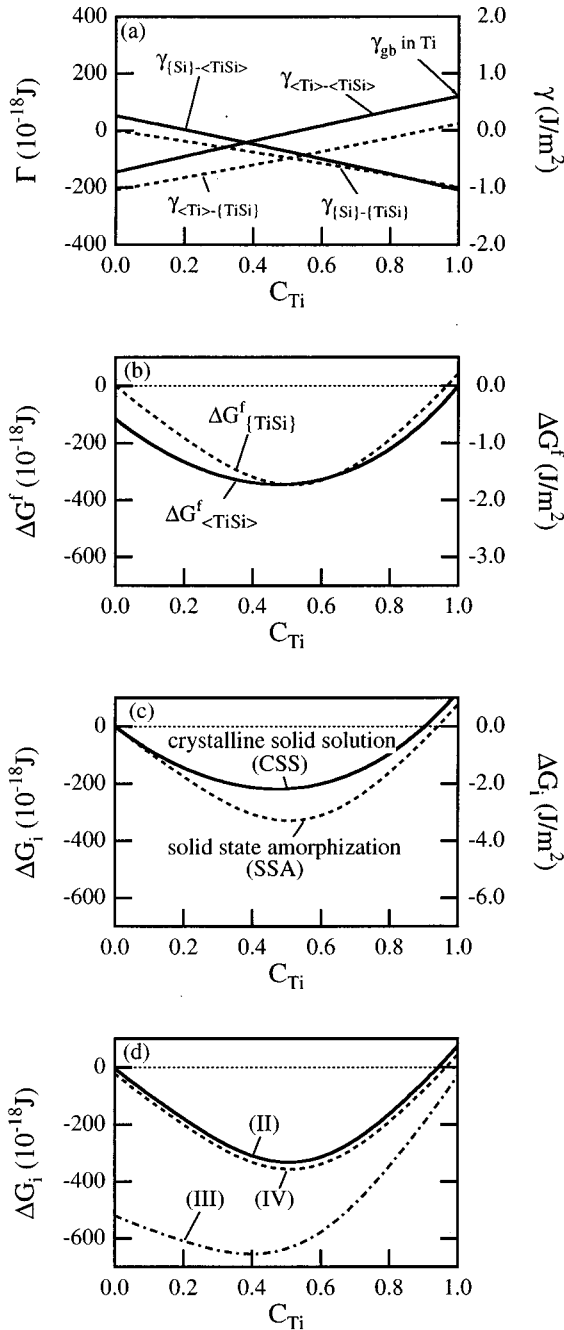 (a)
400
200
0
-200
-400
Γ (10⁻¹⁸J)
2.0
1.0
0.0
-1.0
-2.0
γ (J/m²)
γ{Si}-<TiSi>
γ<Ti>-<TiSi>
γgb in Ti
γ<Ti>-{TiSi}
γ{Si}-{TiSi}
0.0 0.2 0.4 0.6 0.8 1.0
CTi
(b)
0
-200
-400
-600
ΔGᶠ (10⁻¹⁸J)
0.0
-1.0
-2.0
-3.0
ΔGᶠ (J/m²)
ΔGᶠ{TiSi}
ΔGᶠ<TiSi>
0.0 0.2 0.4 0.6 0.8 1.0
CTi
(c)
0
-200
-400
-600
ΔGi (10⁻¹⁸J)
0.0
-2.0
-4.0
-6.0
ΔGi (J/m²)
crystalline solid solution
(CSS)
solid state amorphization
(SSA)
0.0 0.2 0.4 0.6 0.8 1.0
CTi
(d)
0
-200
-400
-600
ΔGi (10⁻¹⁸J)
(II)
(III)
(IV)
0.0 0.2 0.4 0.6 0.8 1.0
CTi